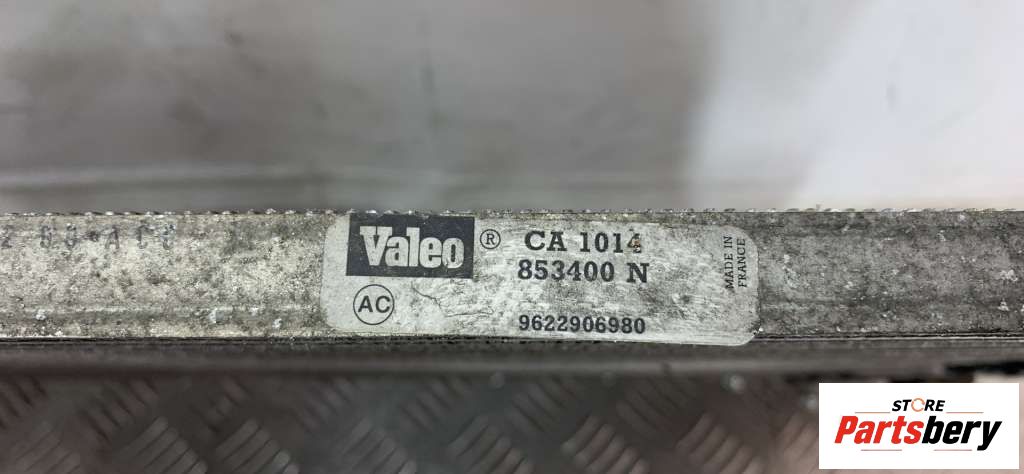 Valeo ® CA 1014
853400 N
AC
9622906980
MADE IN
FRANCE
STORE
Partsbery